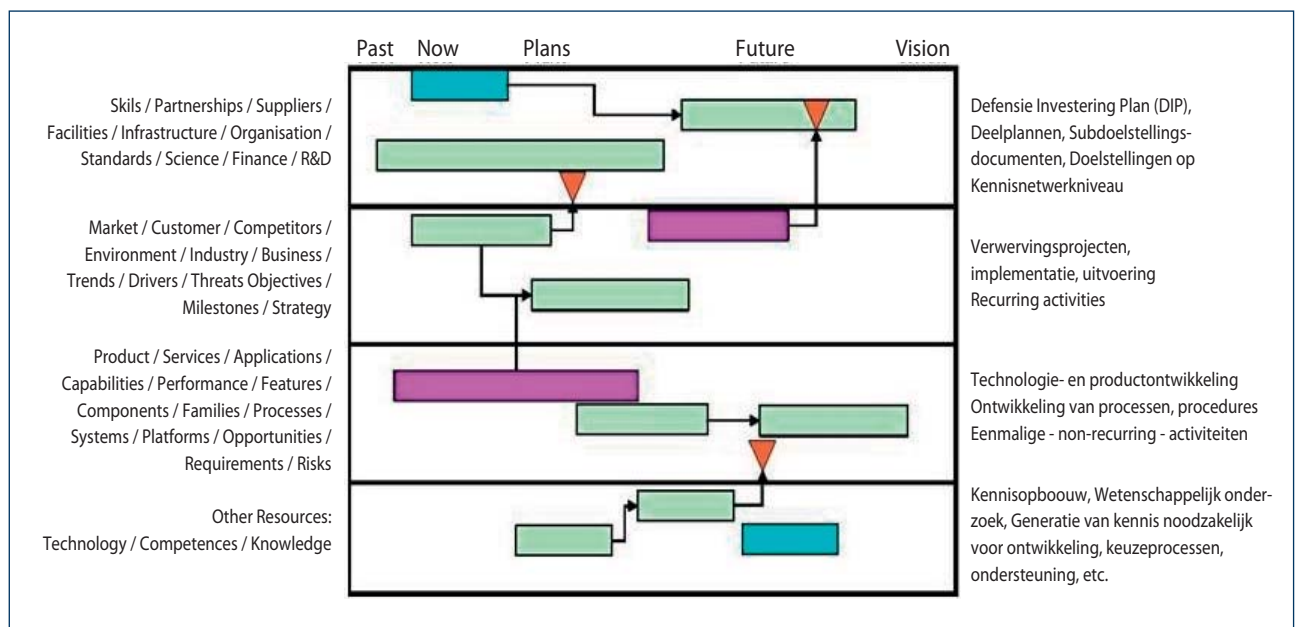 Past Now Plans Future Vision
Skils / Partnerships / Suppliers /
Facilities / Infrastructure / Organisation /
Standards / Science / Finance / R&D
Defensie Investering Plan (DIP),
Deelplannen, Subdoelstellings-
documenten, Doelstellingen op
Kennisnetwerkniveau
Market / Customer / Competitors /
Environment / Industry / Business /
Trends / Drivers / Threats Objectives /
Milestones / Strategy
Verwervingsprojecten,
implementatie, uitvoering
Recurring activities
Product / Services / Applications /
Capabilities / Performance / Features /
Components / Families / Processes /
Systems / Platforms / Opportunities /
Requirements / Risks
Technologie- en productontwikkeling
Ontwikkeling van processen, procedures
Eenmalige - non-recurring - activiteiten
Other Resources:
Technology / Competences / Knowledge
Kennisopboouw, Wetenschappelijk onder-
zoek, Generatie van kennis noodzakelijk
voor ontwikkeling, keuzeprocessen,
ondersteuning, etc.